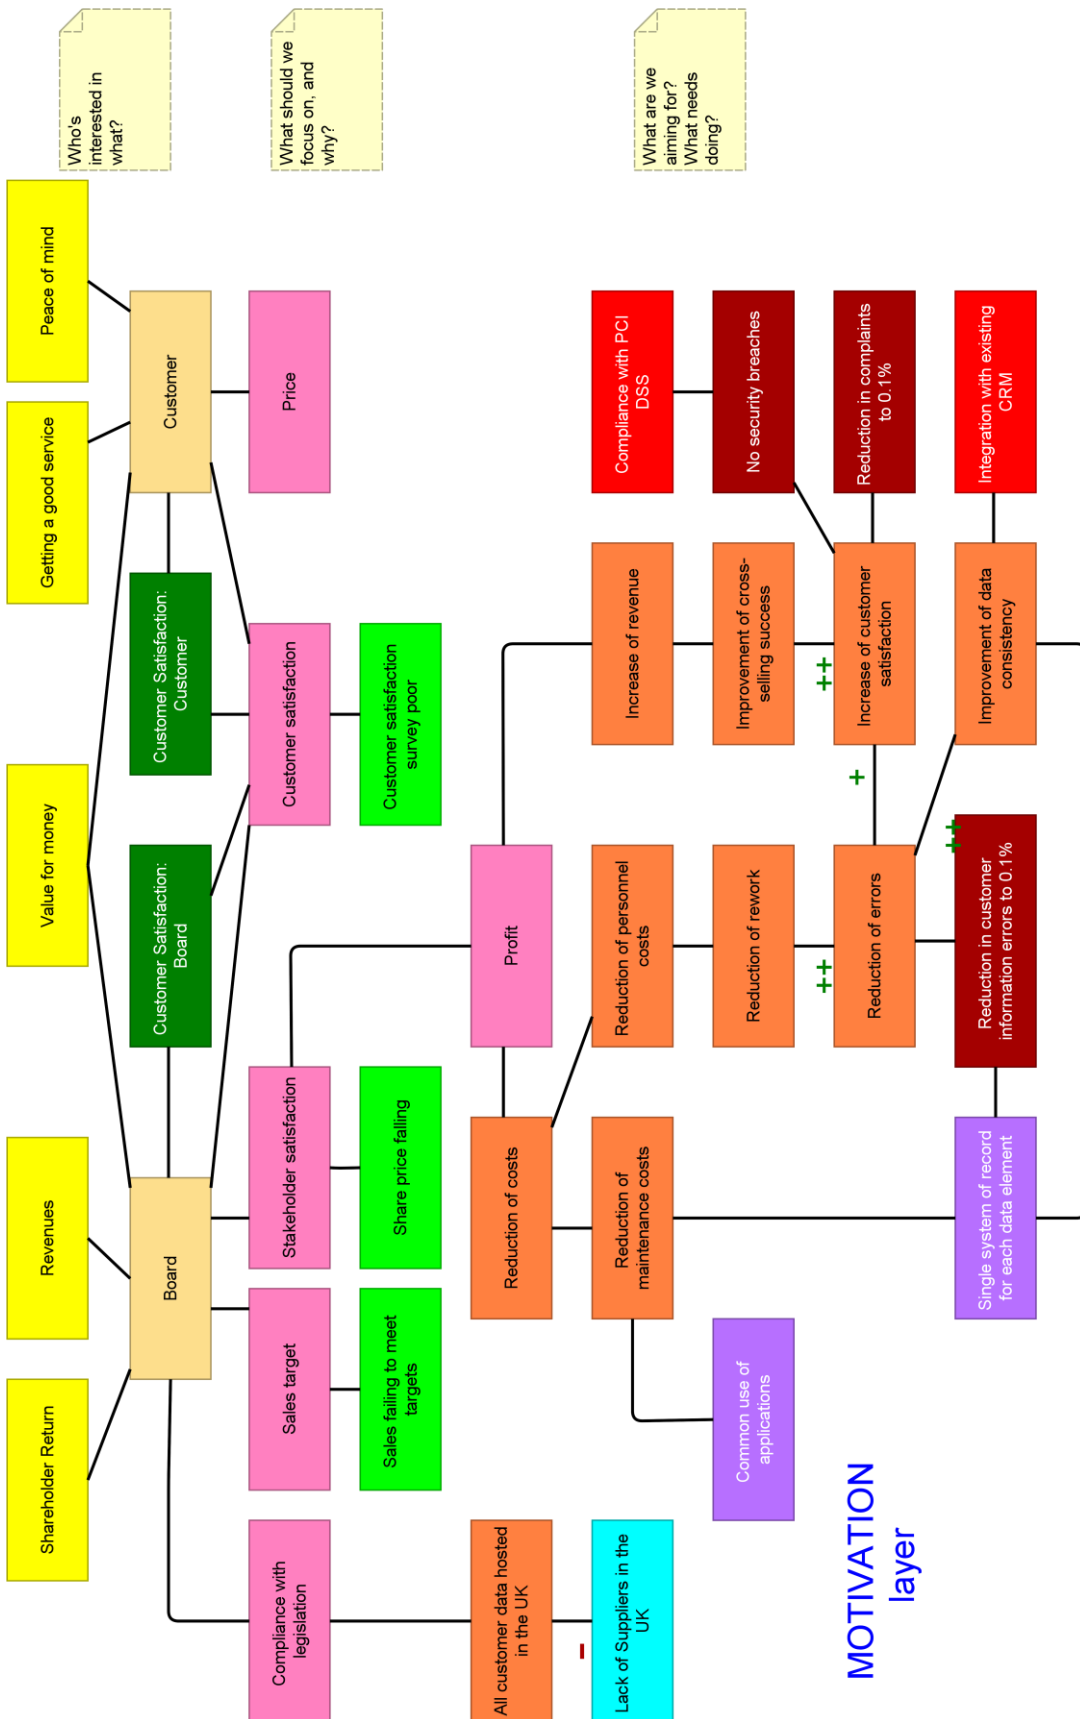 Shareholder Return
Revenues
Value for money
Getting a good service
Peace of mind
Who's
interested in
what?
Board
Customer Satisfaction:
Board
Customer Satisfaction:
Customer
Customer
Compliance with
legislation
Sales target
Stakeholder satisfaction
Customer satisfaction
Price
What should we
focus on, and
why?
Sales failing to meet
targets
Share price falling
Customer satisfaction
survey poor
All customer data hosted
in the UK
Reduction of costs
Profit
-
Lack of Suppliers in the
UK
Reduction of
maintenance costs
Reduction of personnel
costs
Increase of revenue
Compliance with PCI
DSS
What are we
aiming for?
What needs
doing?
Common use of
applications
Reduction of rework
Improvement of cross-
selling success
No security breaches
++
++
Reduction of errors
+
Increase of customer
satisfaction
Reduction in complaints
to 0.1%
++
Single system of record
for each data element
Reduction in customer
information errors to 0.1%
Improvement of data
consistency
Integration with existing
CRM
MOTIVATION
layer